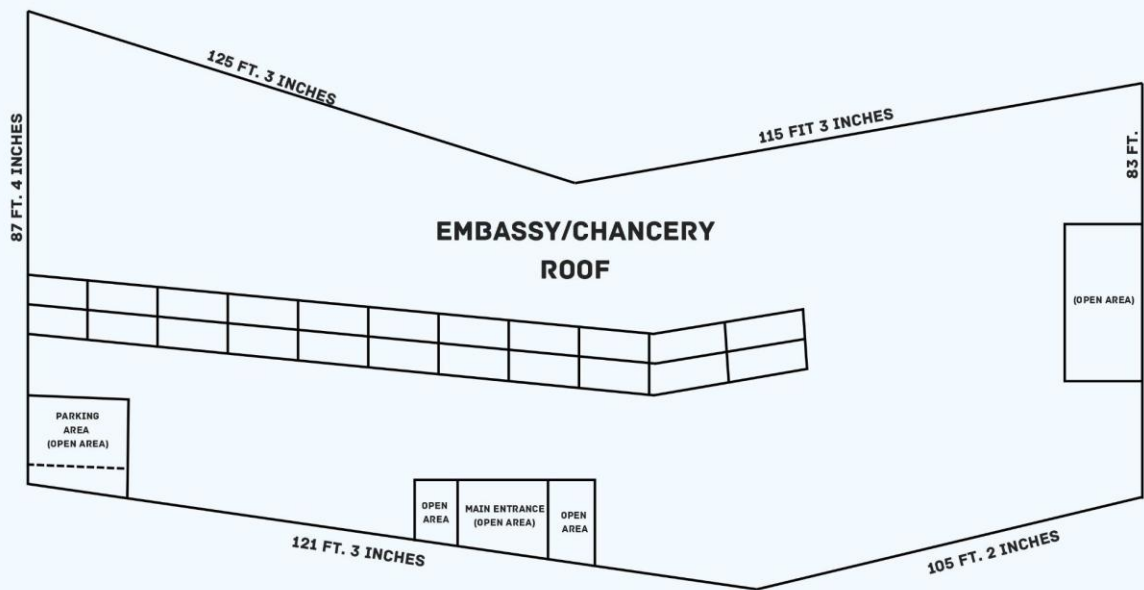 125 FT. 3 INCHES
115 FIT 3 INCHES
87 FT. 4 INCHES
83 FT.
EMBASSY/CHANCERY
ROOF
(OPEN AREA)
PARKING
AREA
(OPEN AREA)
OPEN
AREA
MAIN ENTRANCE
(OPEN AREA)
OPEN
AREA
121 FT. 3 INCHES
105 FT. 2 INCHES